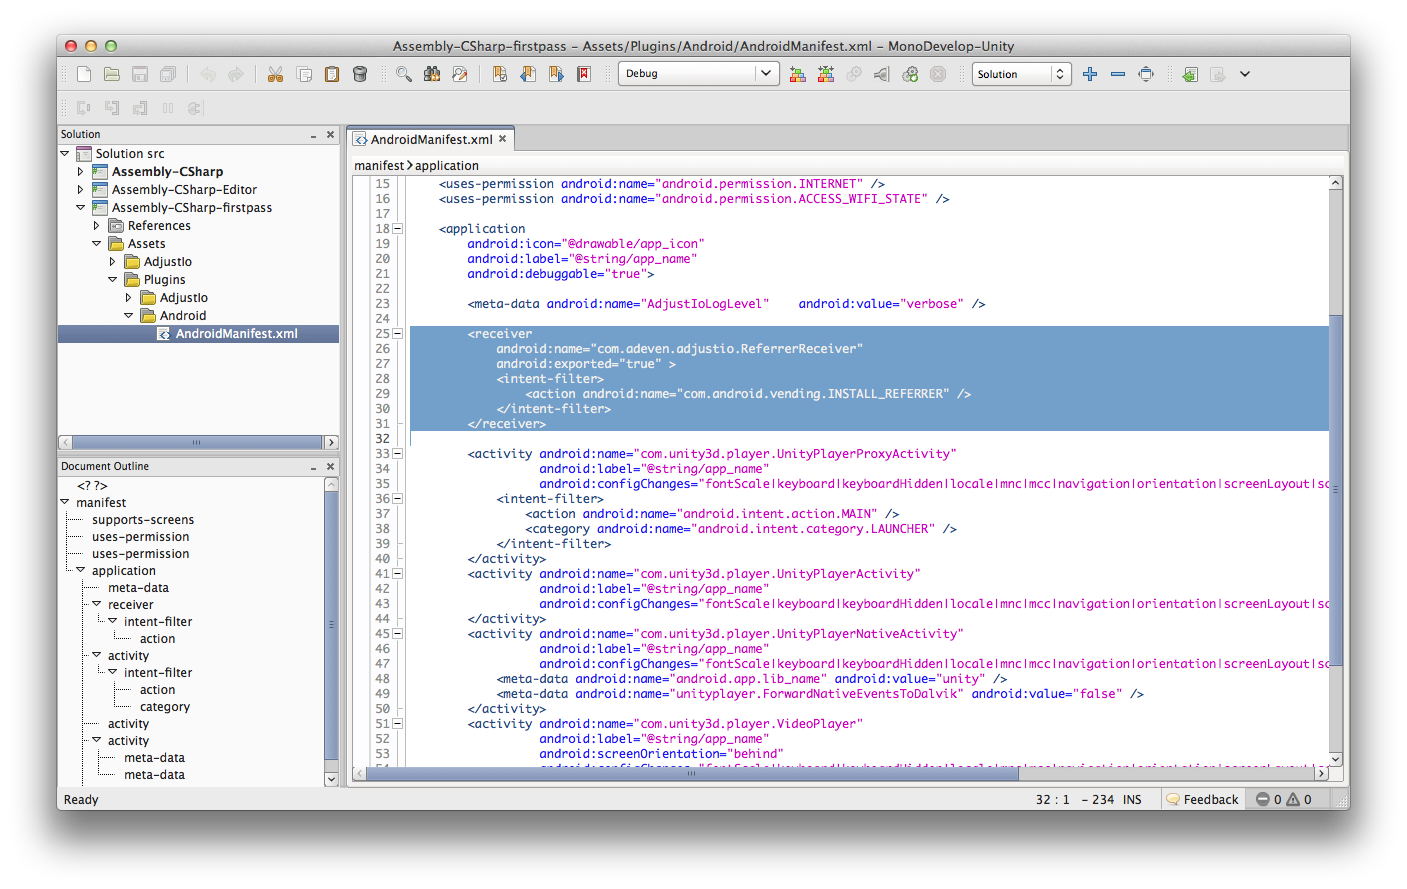 Assembly-CSharp-firstpass – Assets/Plugins/Android/AndroidManifest.xml – MonoDevelop-Unity
Debug
Solution
Solution
Solution src
Assembly-CSharp
Assembly-CSharp-Editor
Assembly-CSharp-firstpass
References
Assets
AdjustIo
Plugins
AdjustIo
Android
AndroidManifest.xml
Document Outline
<? ?>
manifest
supports-screens
uses-permission
uses-permission
application
meta-data
receiver
intent-filter
action
activity
intent-filter
action
category
activity
activity
meta-data
meta-data
AndroidManifest.xml
manifest > application
15 <uses-permission android:name="android.permission.INTERNET" />
16 <uses-permission android:name="android.permission.ACCESS_WIFI_STATE" />
17
18 <application
19 android:icon="@drawable/app_icon"
20 android:label="@string/app_name"
21 android:debuggable="true">
22
23 <meta-data android:name="AdjustIoLogLevel" android:value="verbose" />
24
25 <receiver
26 android:name="com.adeven.adjustio.ReferrerReceiver"
27 android:exported="true" >
28 <intent-filter>
29 <action android:name="com.android.vending.INSTALL_REFERRER" />
30 </intent-filter>
31 </receiver>
32
33 <activity android:name="com.unity3d.player.UnityPlayerProxyActivity"
34 android:label="@string/app_name"
35 android:configChanges="fontScale|keyboard|keyboardHidden|locale|mnc|mcc|navigation|orientation|screenLayout|sc
36 <intent-filter>
37 <action android:name="android.intent.action.MAIN" />
38 <category android:name="android.intent.category.LAUNCHER" />
39 </intent-filter>
40 </activity>
41 <activity android:name="com.unity3d.player.UnityPlayerActivity"
42 android:label="@string/app_name"
43 android:configChanges="fontScale|keyboard|keyboardHidden|locale|mnc|mcc|navigation|orientation|screenLayout|sc
44 </activity>
45 <activity android:name="com.unity3d.player.UnityPlayerNativeActivity"
46 android:label="@string/app_name"
47 android:configChanges="fontScale|keyboard|keyboardHidden|locale|mnc|mcc|navigation|orientation|screenLayout|sc
48 <meta-data android:name="android.app.lib_name" android:value="unity" />
49 <meta-data android:name="unityplayer.ForwardNativeEventsToDalvik" android:value="false" />
50 </activity>
51 <activity android:name="com.unity3d.player.VideoPlayer"
52 android:label="@string/app_name"
53 android:screenOrientation="behind"
Ready
32 : 1 - 234 INS
Feedback
0 0